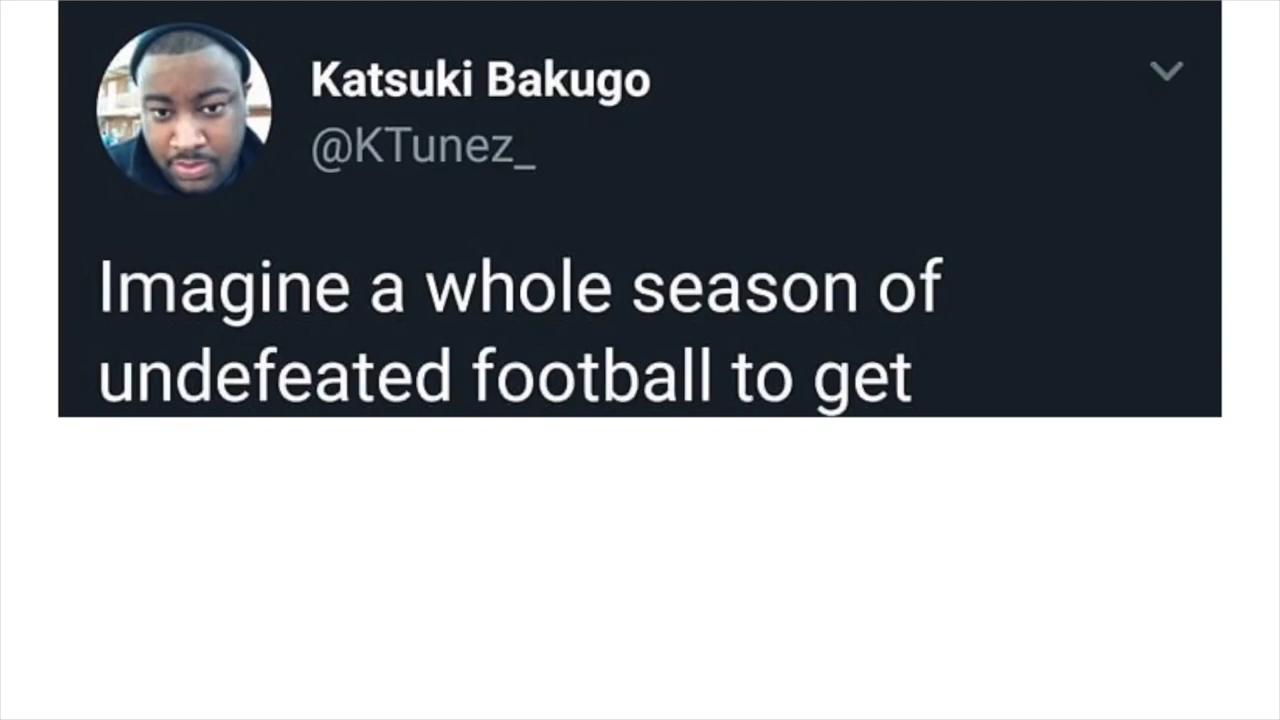 Katsuki Bakugo
@KTunez_
Imagine a whole season of
undefeated football to get